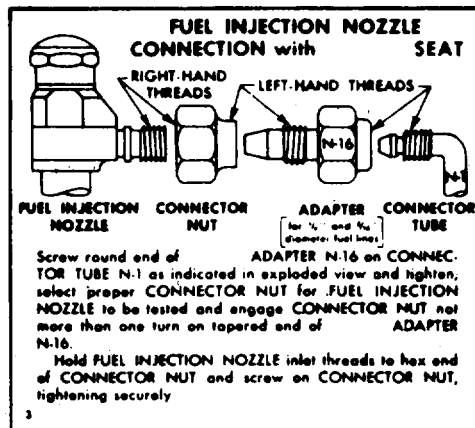 FUEL INJECTION NOZZLE
CONNECTION with SEAT
RIGHT-HAND
THREADS
LEFT-HAND THREADS
N-16
N-1
FUEL INJECTION
NOZZLE
CONNECTOR
NUT
ADAPTER
diameter fuel lines
CONNECTOR
TUBE
Screw round end of ADAPTER N-16 on CONNEC-
TOR TUBE N-1 as indicated in exploded view and tighten,
select proper CONNECTOR NUT for FUEL INJECTION
NOZZLE to be tested and engage CONNECTOR NUT not
more than one turn on tapered end of ADAPTER
N-16.
Hold FUEL INJECTION NOZZLE inlet threads to hex end
of CONNECTOR NUT and screw on CONNECTOR NUT,
tightening securely
3